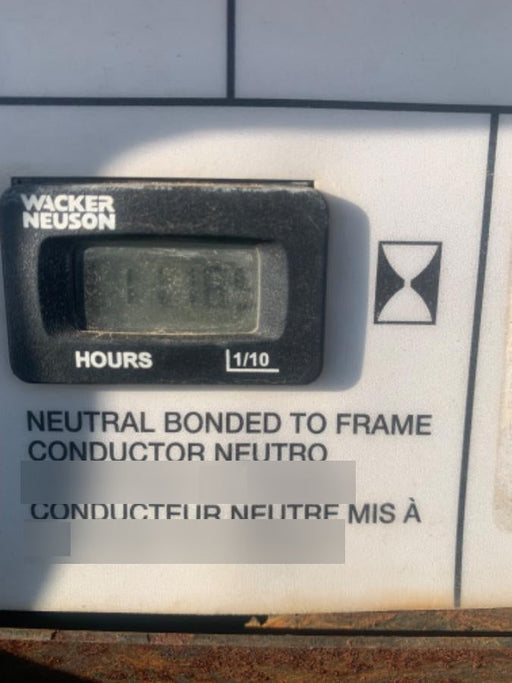 WACKER
NEUSON
HOURS 1/10
NEUTRAL BONDED TO FRAME
CONDUCTOR NEUTRO
CONDUCTEUR NEUTRE MIS À